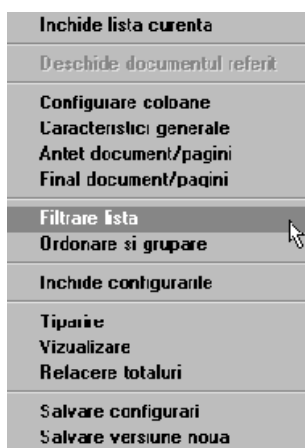 Inchide lista curenta
Deschide documentul referit
Configurare coloane
Caracteristici generale
Antet document/pagini
Final document/pagini
Filtrare lista
Ordonare si grupare
Inchide configurarile
Tiparire
Vizualizare
Refacere totaluri
Salvare configurari
Salvare versiune noua